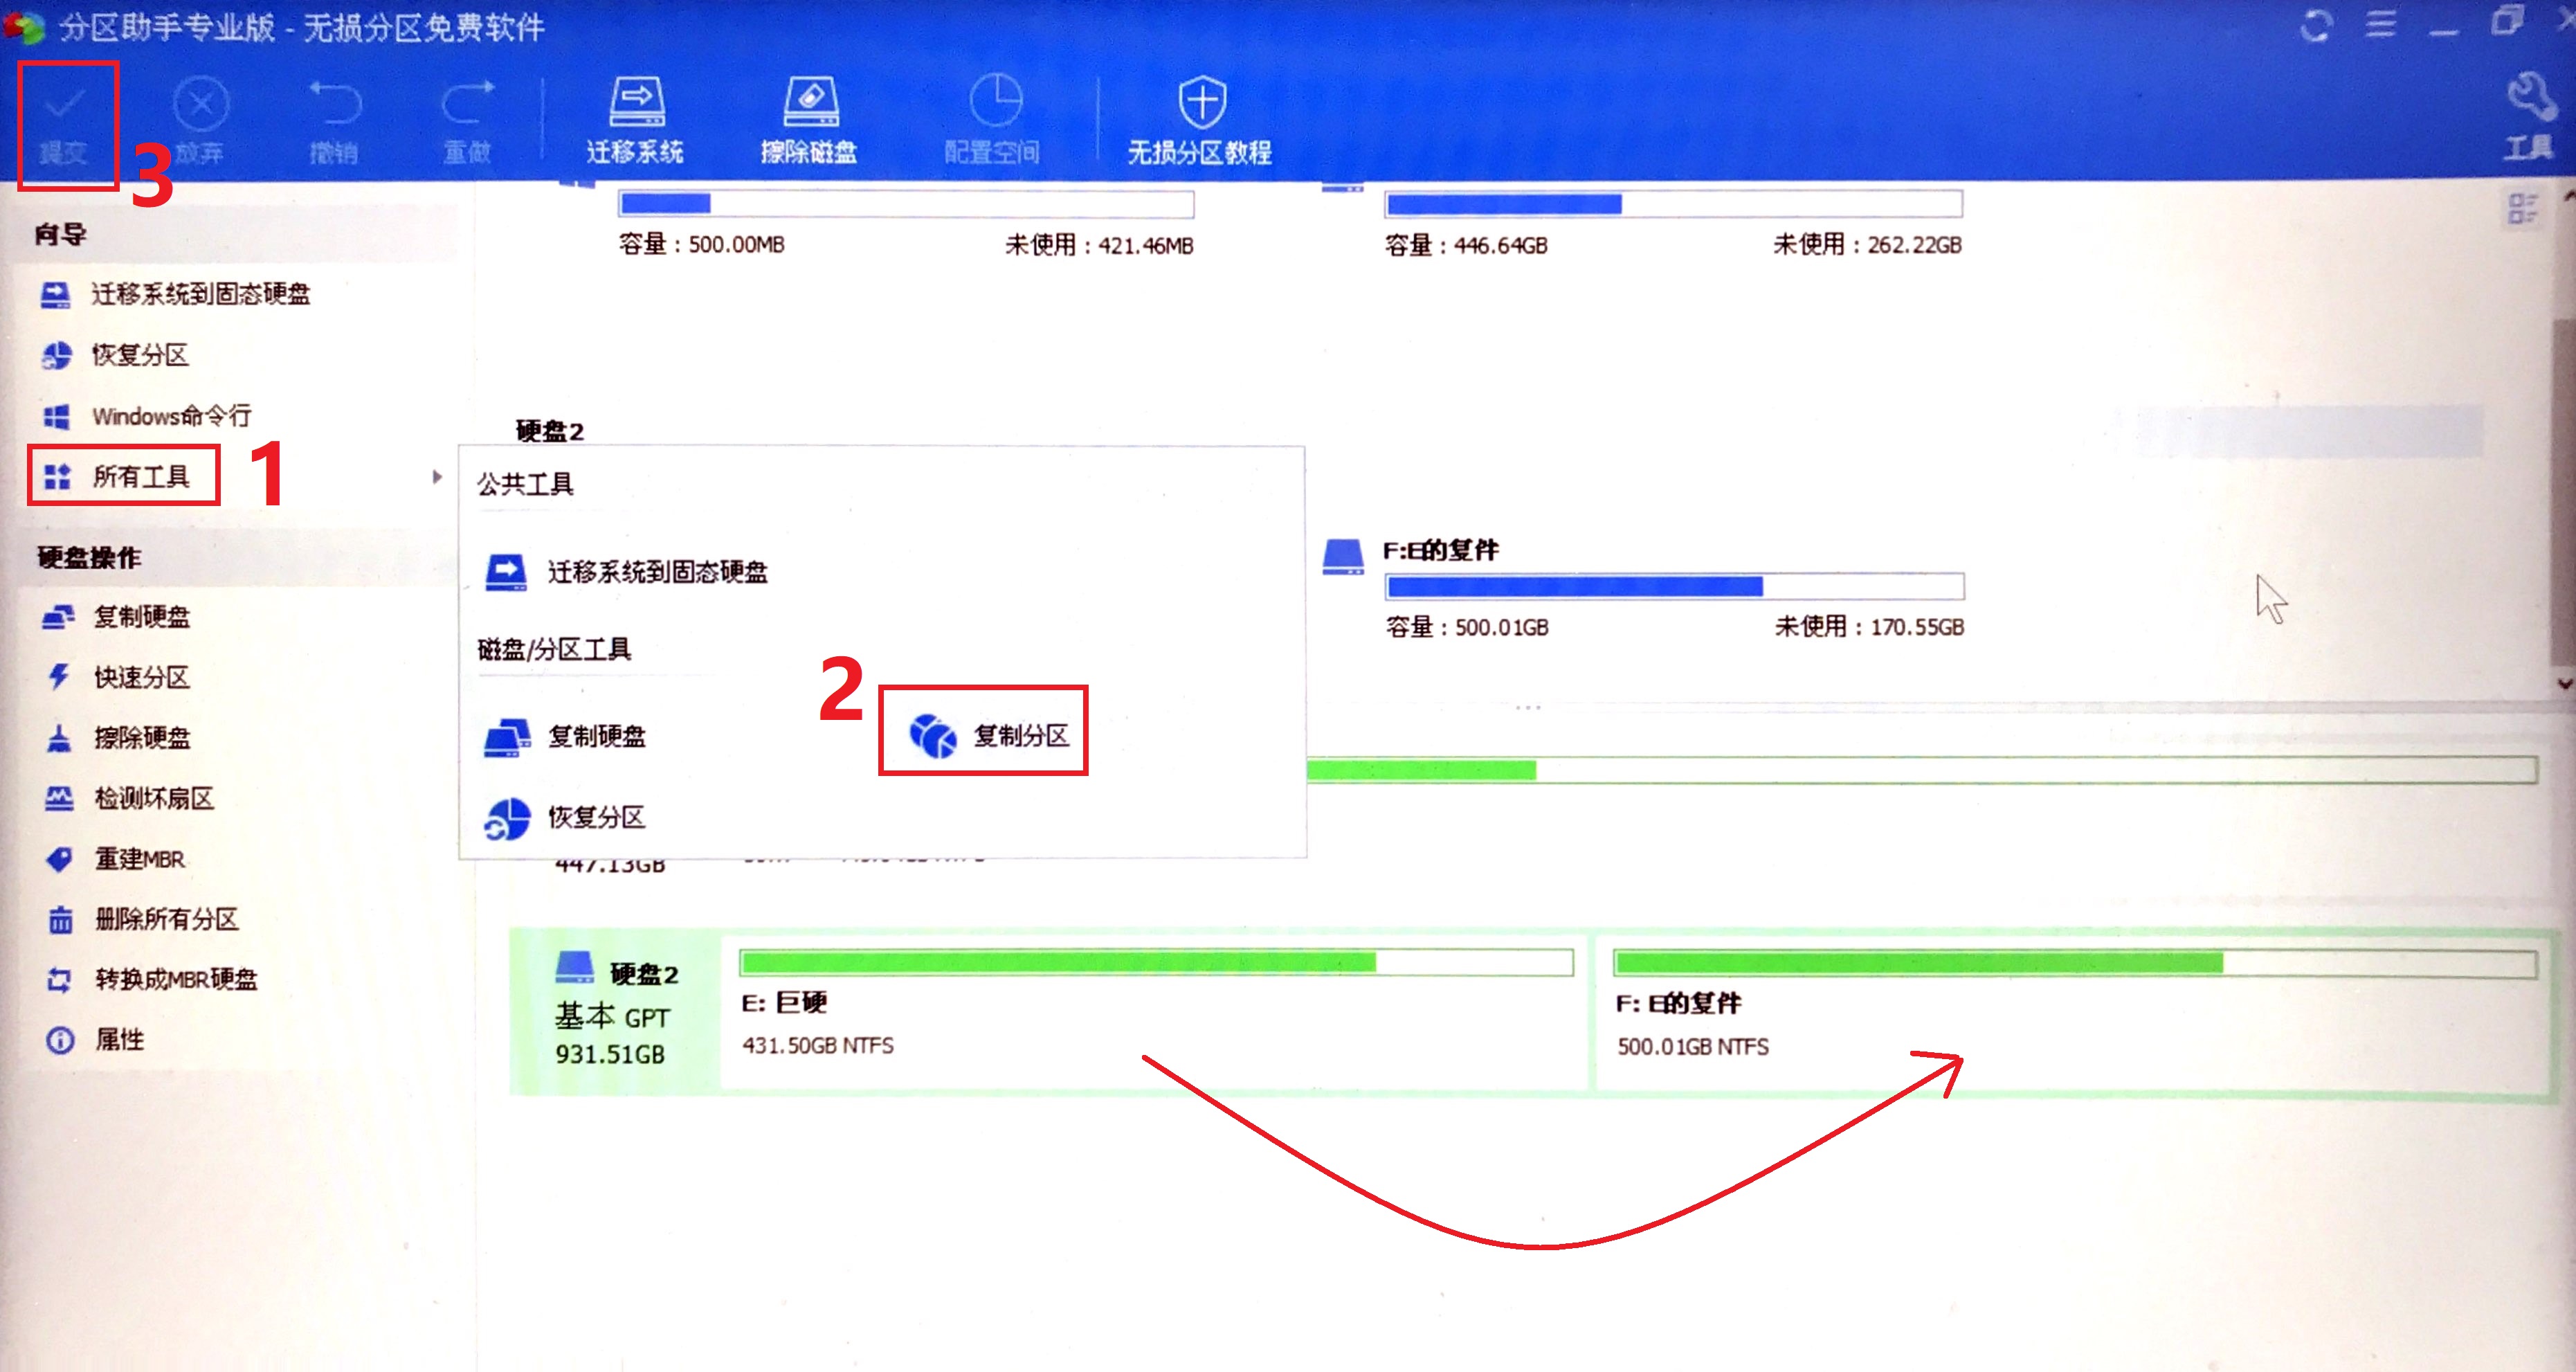 分区助手专业版 - 无损分区免费软件
提交
放弃
撤销
重做
迁移系统
擦除磁盘
配置空间
无损分区教程
工具
3
向导
迁移系统到固态硬盘
恢复分区
Windows命令行
所有工具
1
硬盘操作
复制硬盘
快速分区
擦除硬盘
检测坏扇区
重建MBR
删除所有分区
转换成MBR硬盘
属性
容量：500.00MB
未使用：421.46MB
容量：446.64GB
未使用：262.22GB
硬盘2
公共工具
迁移系统到固态硬盘
磁盘/分区工具
复制硬盘
2
复制分区
恢复分区
F:E的复件
容量：500.01GB
未使用：170.55GB
447.13GB
硬盘2
基本 GPT
931.51GB
E: 巨硬
431.50GB NTFS
F: E的复件
500.01GB NTFS